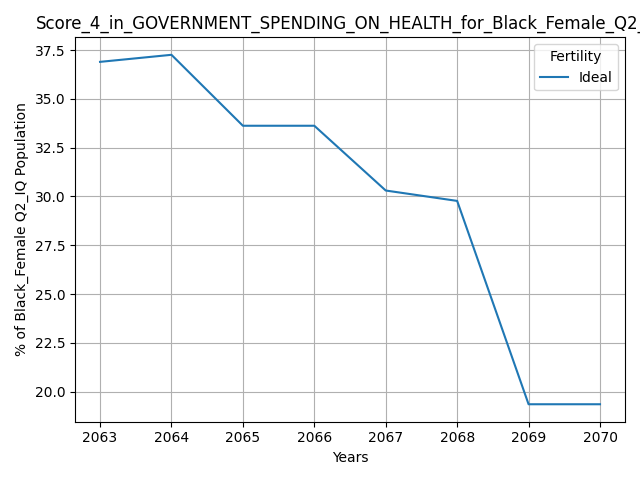 Score_4_in_GOVERNMENT_SPENDING_ON_HEALTH_for_Black_Female_Q2_
Fertility
Ideal
% of Black_Female Q2_IQ Population
37.5
35.0
32.5
30.0
27.5
25.0
22.5
20.0
2063 2064 2065 2066 2067 2068 2069 2070
Years